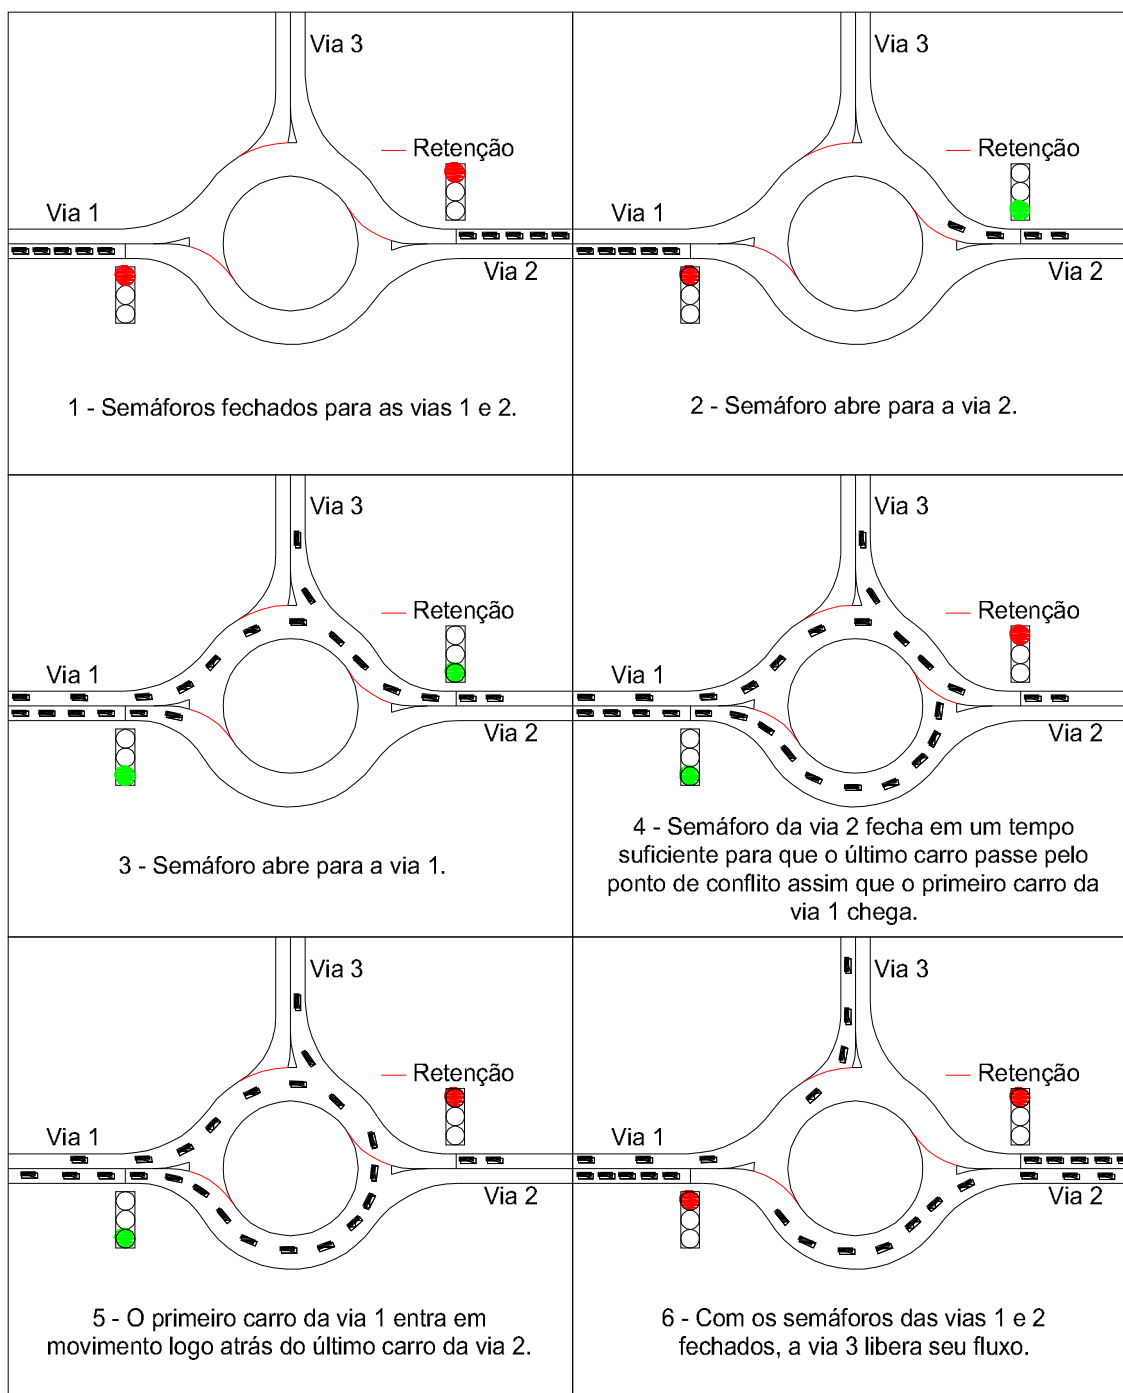 Via 3
Retenção
Via 1
Via 2
1 - Semáforos fechados para as vias 1 e 2.
Via 3
Retenção
Via 1
Via 2
2 - Semáforo abre para a via 2.
Via 3
Retenção
Via 1
Via 2
3 - Semáforo abre para a via 1.
Via 3
Retenção
Via 1
Via 2
4 - Semáforo da via 2 fecha em um tempo
suficiente para que o último carro passe pelo
ponto de conflito assim que o primeiro carro da
via 1 chega.
Via 3
Retenção
Via 1
Via 2
5 - O primeiro carro da via 1 entra em
movimento logo atrás do último carro da via 2.
Via 3
Retenção
Via 1
Via 2
6 - Com os semáforos das vias 1 e 2
fechados, a via 3 libera seu fluxo.